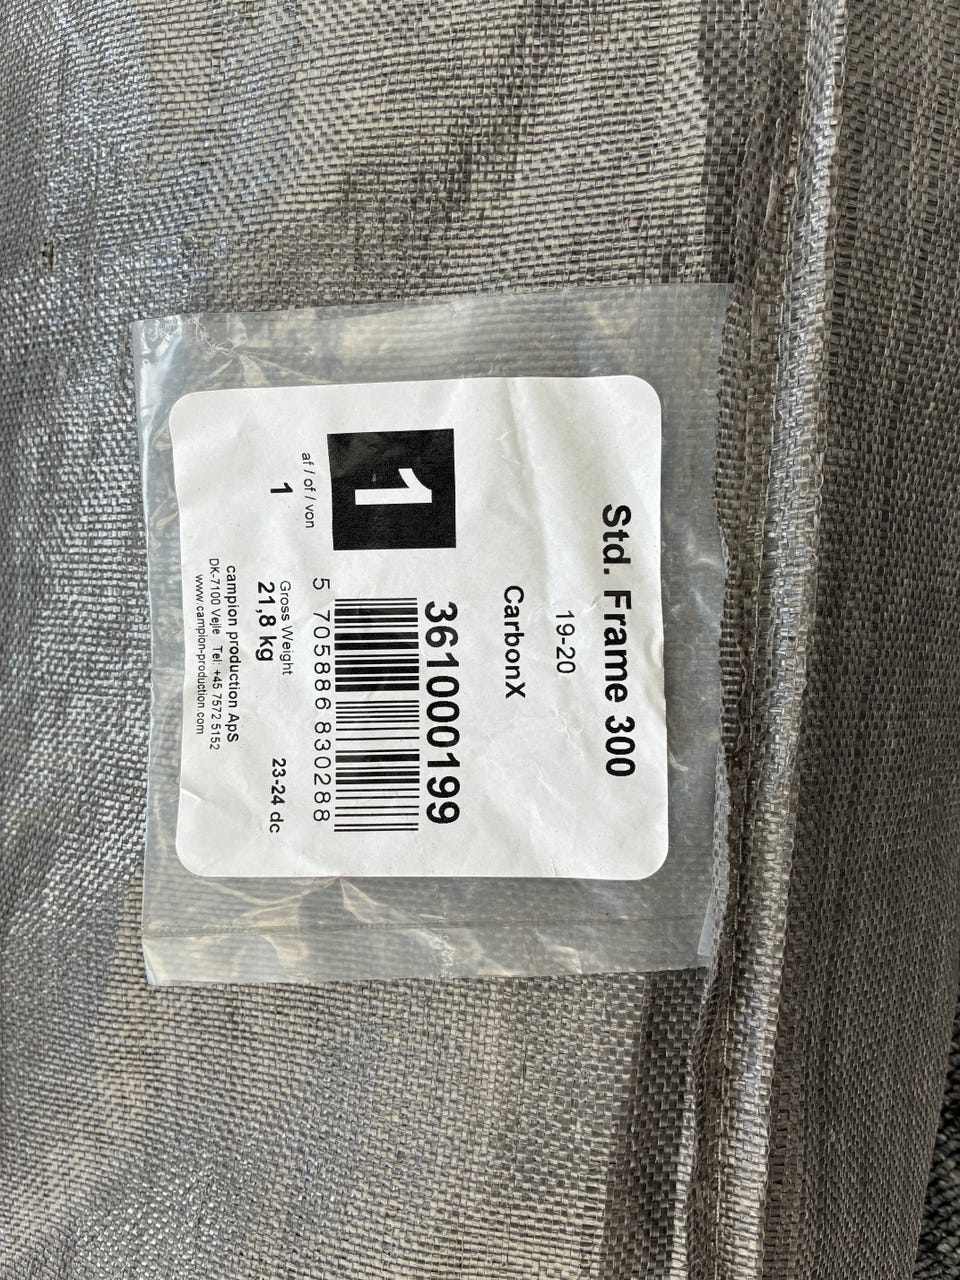 Std. Frame 300
19-20
CarbonX
1
af / of / von
1
3610000199
5 705886 830288
Gross Weight
21,8 kg
23-24 dc
campion production ApS
DK-7100 Vejle Tel: +45 7572 5152
www.campion-production.com